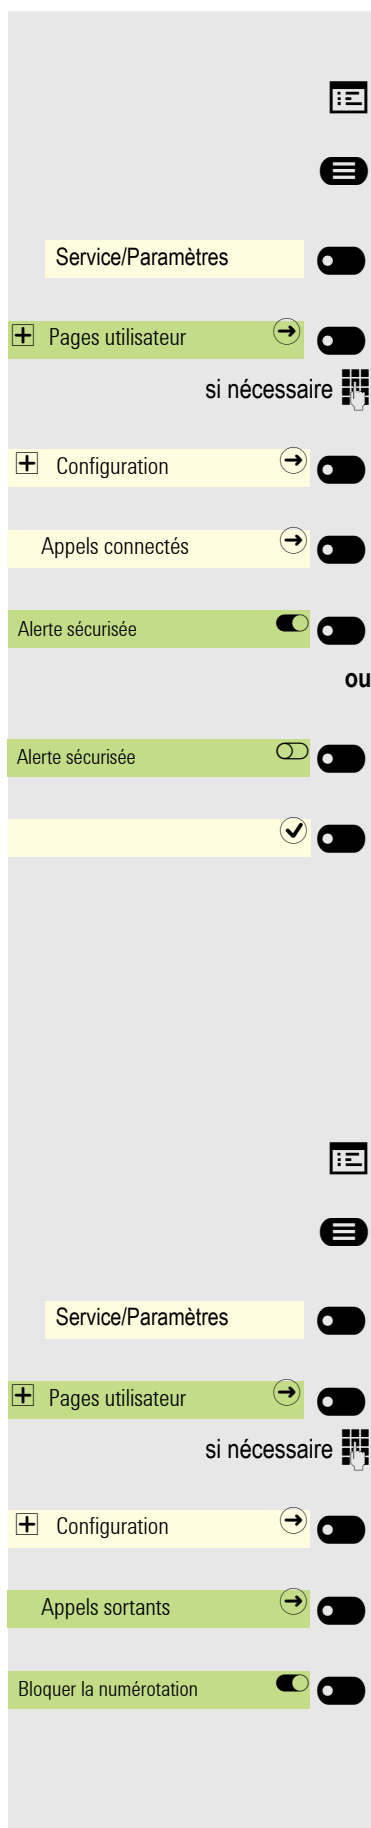 Service/Paramètres
Pages utilisateur
si nécessaire
Configuration
Appels connectés
Alerte sécurisée
ou
Alerte sécurisée
Service/Paramètres
Pages utilisateur
si nécessaire
Configuration
Appels sortants
Bloquer la numérotation